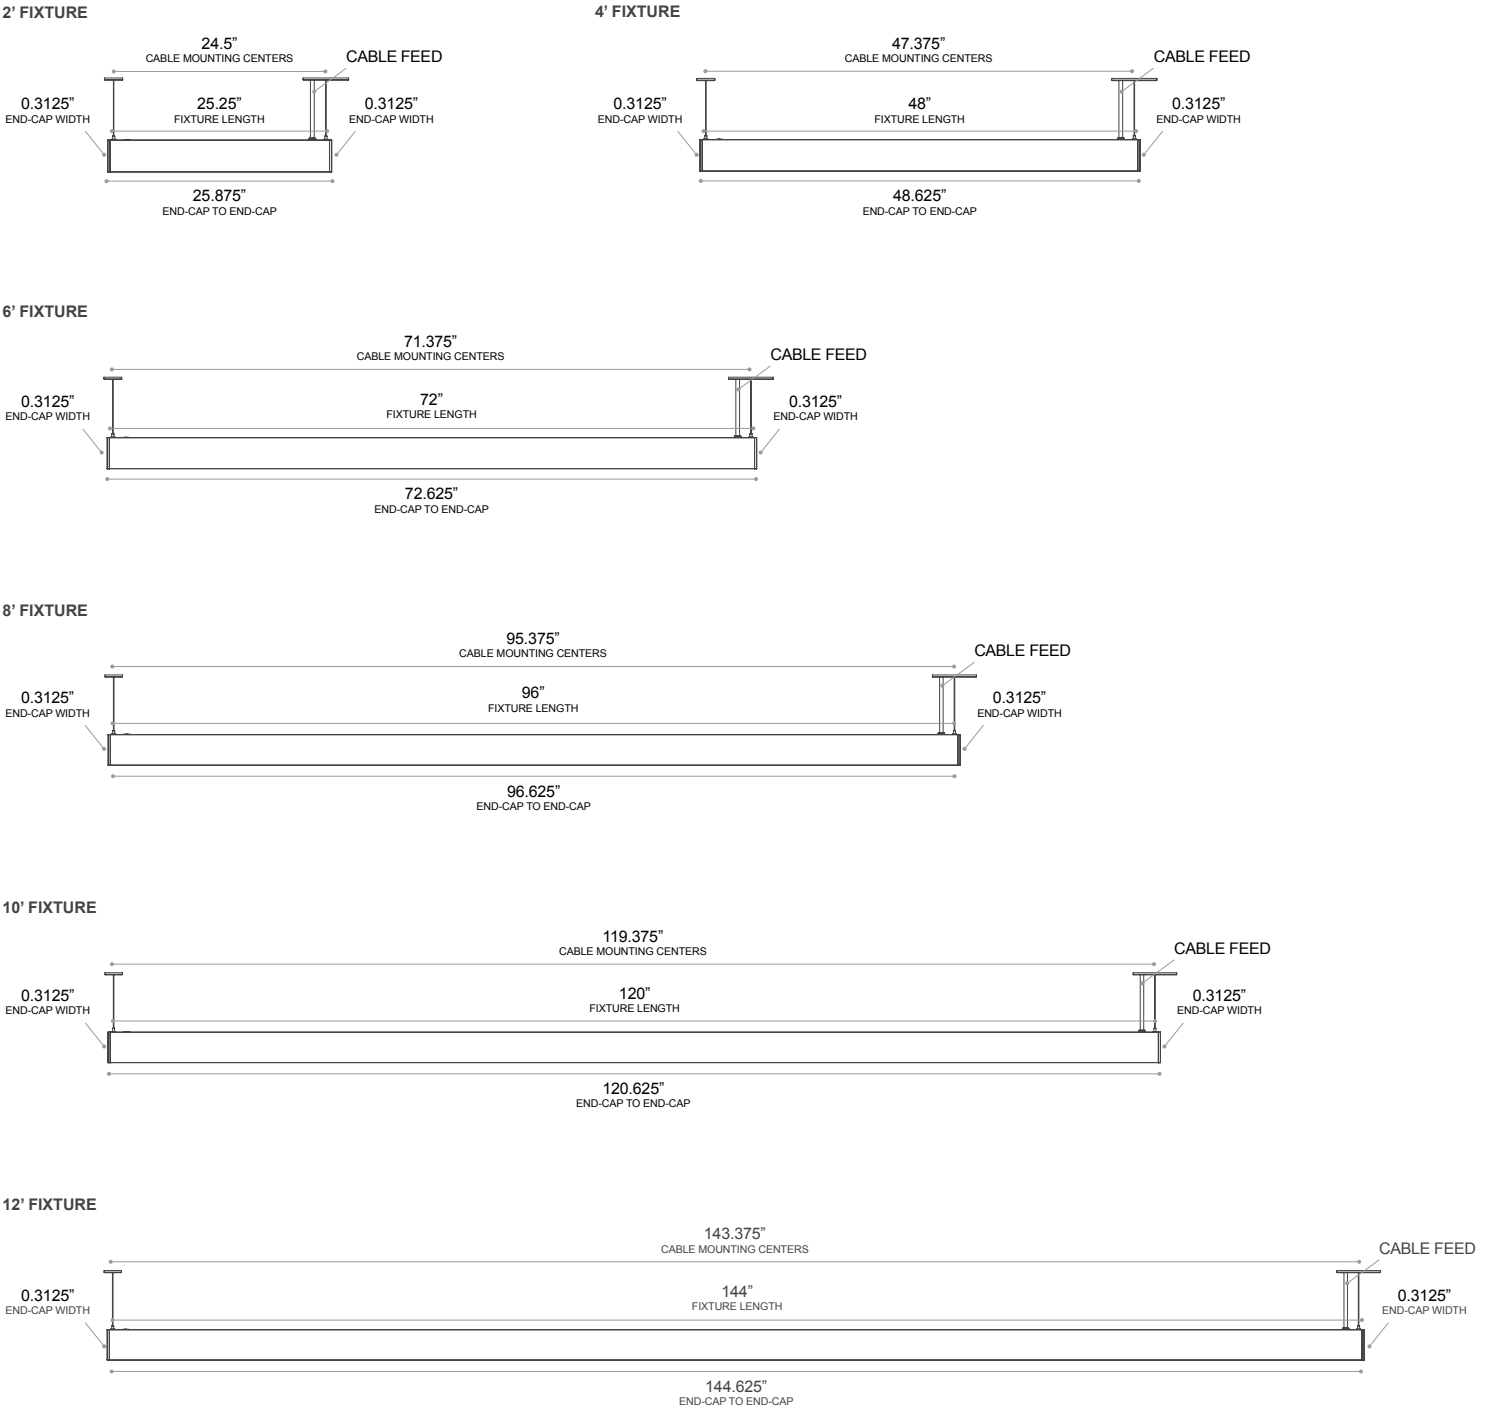 2’ FIXTURE
24.5”
CABLE MOUNTING CENTERS
CABLE FEED
0.3125”
END-CAP WIDTH
25.25”
FIXTURE LENGTH
0.3125”
END-CAP WIDTH
25.875”
END-CAP TO END-CAP
4’ FIXTURE
47.375”
CABLE MOUNTING CENTERS
CABLE FEED
0.3125”
END-CAP WIDTH
48”
FIXTURE LENGTH
0.3125”
END-CAP WIDTH
48.625”
END-CAP TO END-CAP
6’ FIXTURE
71.375”
CABLE MOUNTING CENTERS
CABLE FEED
0.3125”
END-CAP WIDTH
72”
FIXTURE LENGTH
0.3125”
END-CAP WIDTH
72.625”
END-CAP TO END-CAP
8’ FIXTURE
95.375”
CABLE MOUNTING CENTERS
CABLE FEED
0.3125”
END-CAP WIDTH
96”
FIXTURE LENGTH
0.3125”
END-CAP WIDTH
96.625”
END-CAP TO END-CAP
10’ FIXTURE
119.375”
CABLE MOUNTING CENTERS
CABLE FEED
0.3125”
END-CAP WIDTH
120”
FIXTURE LENGTH
0.3125”
END-CAP WIDTH
120.625”
END-CAP TO END-CAP
12’ FIXTURE
143.375”
CABLE MOUNTING CENTERS
CABLE FEED
0.3125”
END-CAP WIDTH
144”
FIXTURE LENGTH
0.3125”
END-CAP WIDTH
144.625”
END-CAP TO END-CAP